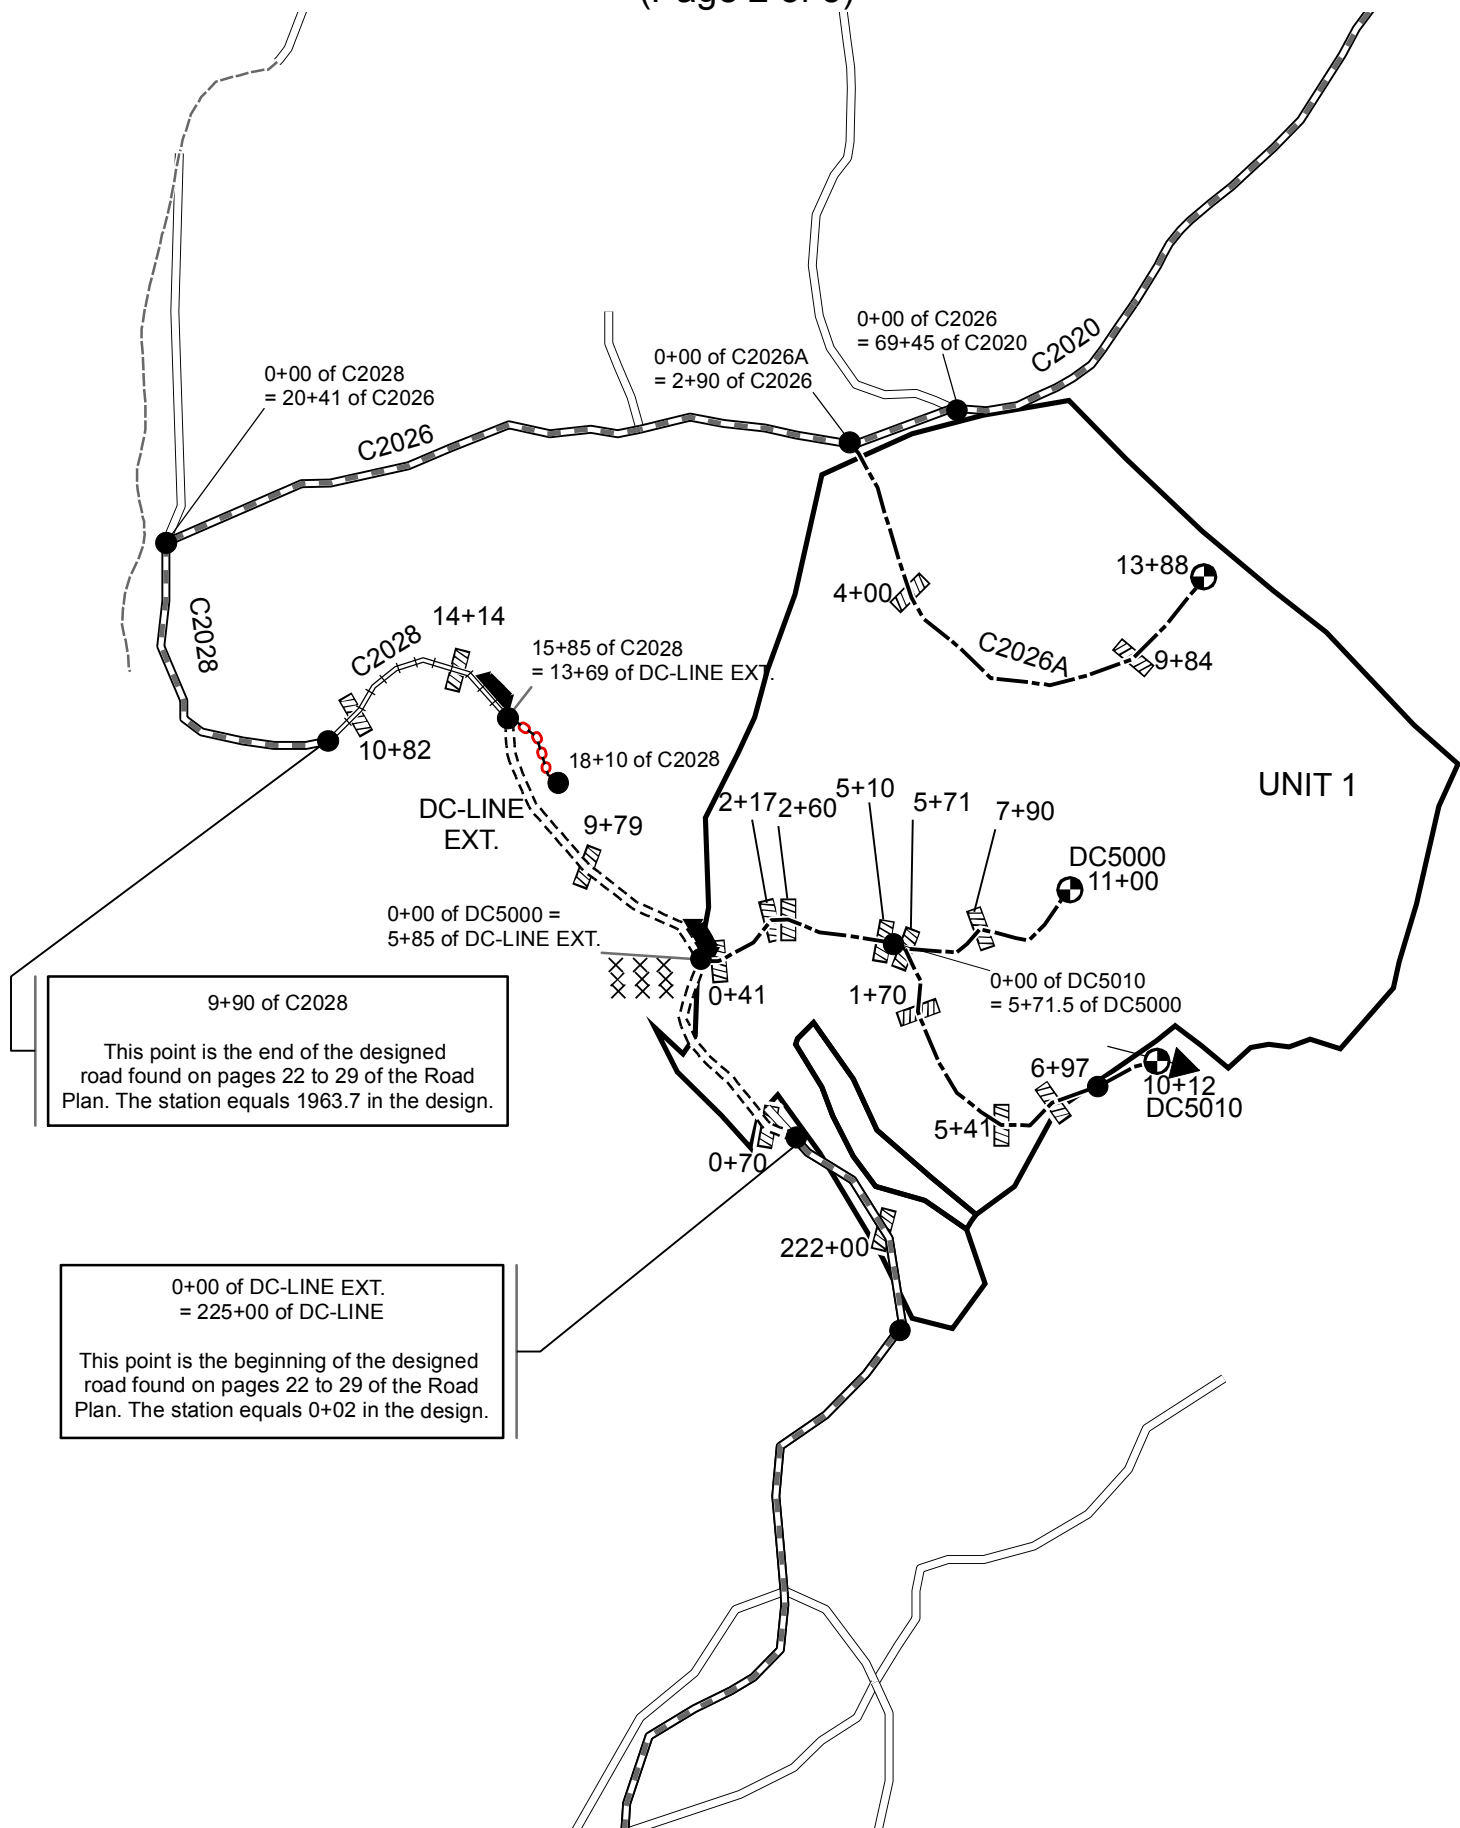 (Page 2 of 3)
0+00 of C2026
= 69+45 of C2020
C2020
0+00 of C2026A
= 2+90 of C2026
0+00 of C2028
= 20+41 of C2026
C2026
13+88
4+00
C2026A
9+84
C2028
14+14
C2028
15+85 of C2028
= 13+69 of DC-LINE EXT.
10+82
18+10 of C2028
UNIT 1
DC-LINE
EXT.
9+79
2+17
2+60
5+10
5+71
7+90
DC5000
11+00
0+00 of DC5000 =
5+85 of DC-LINE EXT.
0+41
1+70
0+00 of DC5010
= 5+71.5 of DC5000
9+90 of C2028
This point is the end of the designed
road found on pages 22 to 29 of the Road
Plan. The station equals 1963.7 in the design.
6+97
10+12
DC5010
5+41
0+70
222+00
0+00 of DC-LINE EXT.
= 225+00 of DC-LINE
This point is the beginning of the designed
road found on pages 22 to 29 of the Road
Plan. The station equals 0+02 in the design.